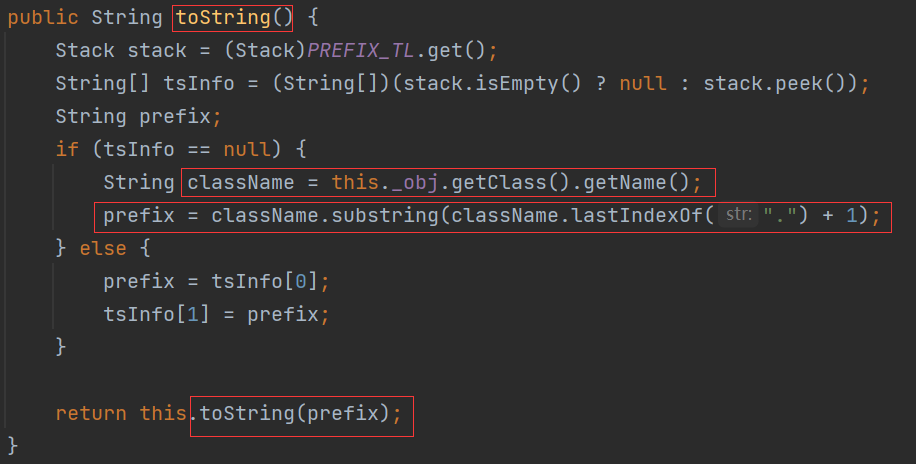 public String toString() {
    Stack stack = (Stack)PREFIX_TL.get();
    String[] tsInfo = (String[])(stack.isEmpty() ? null : stack.peek());
    String prefix;
    if (tsInfo == null) {
        String className = this._obj.getClass().getName();
        prefix = className.substring(className.lastIndexOf( str: ".") + 1);
    } else {
        prefix = tsInfo[0];
        tsInfo[1] = prefix;
    }
    return this.toString(prefix);
}